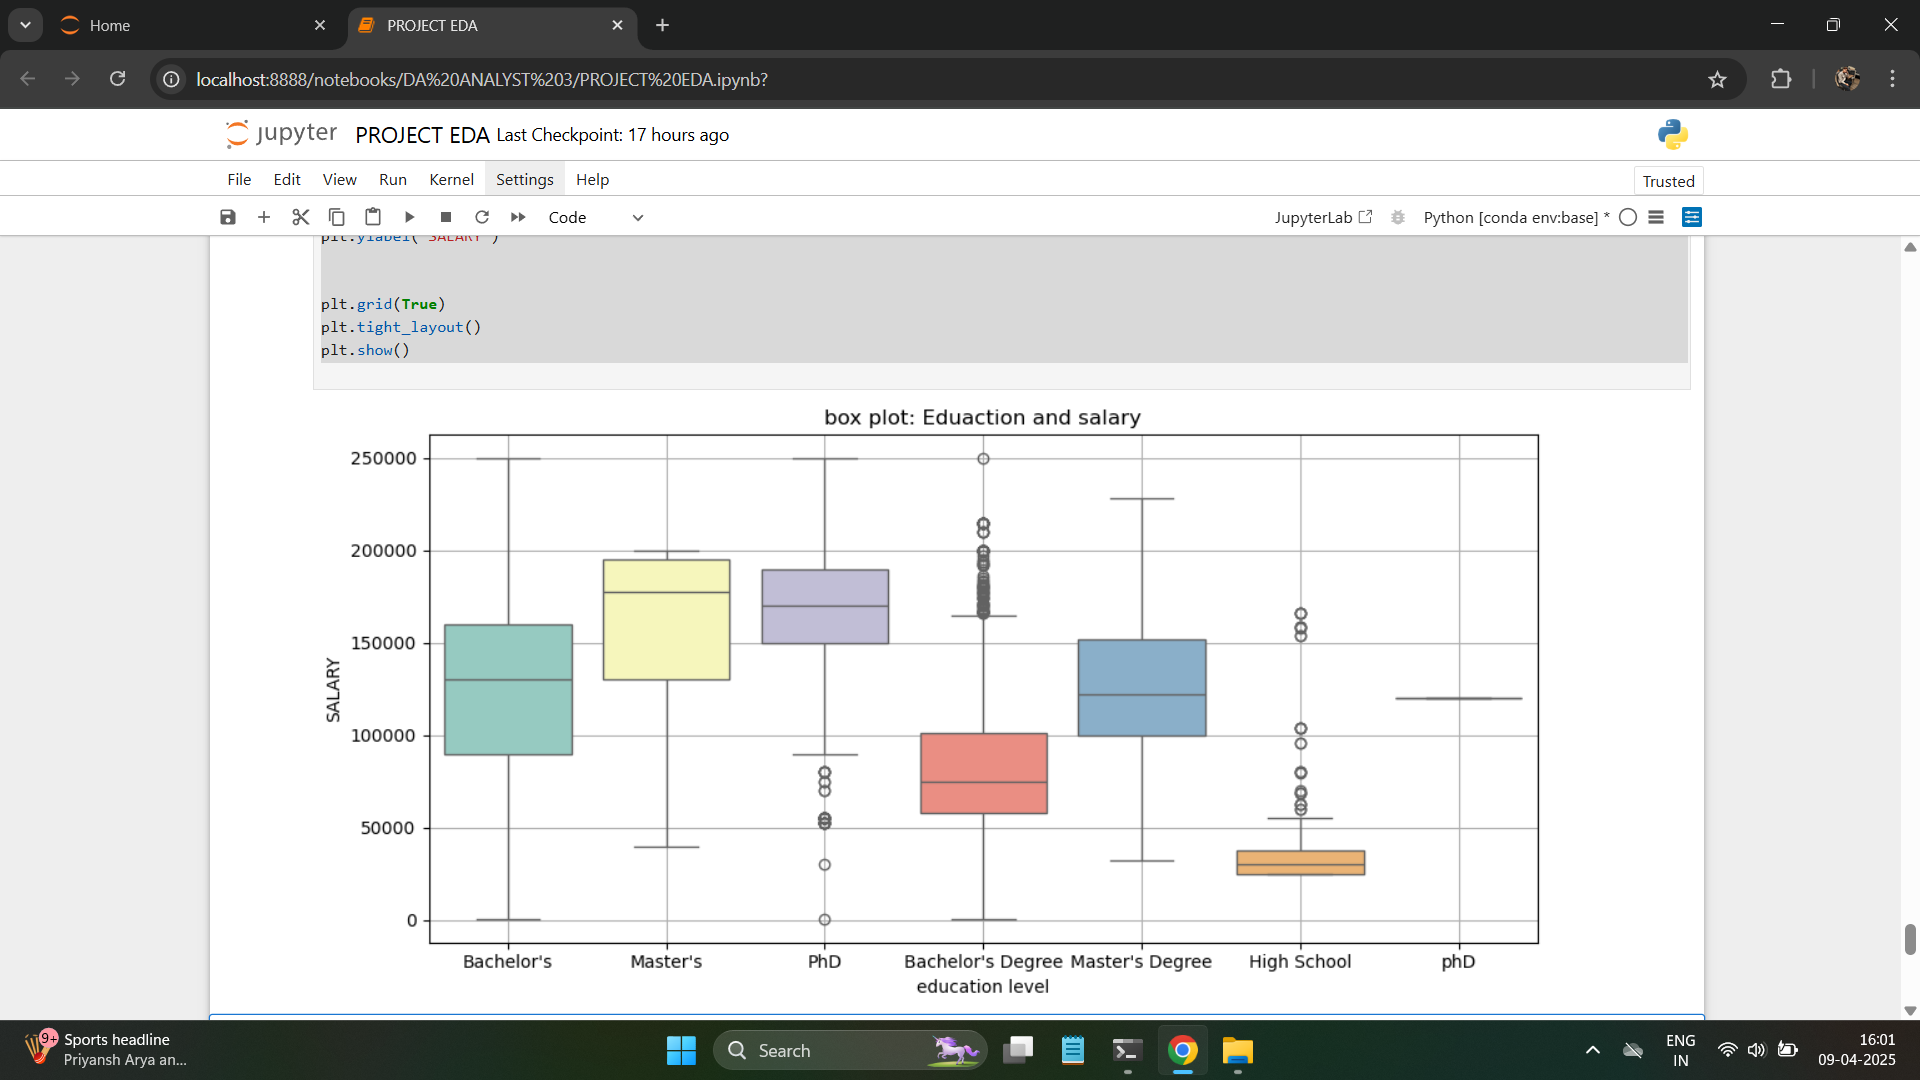 Home
PROJECT EDA
localhost:8888/notebooks/DA%20ANALYST%203/PROJECT%20EDA.ipynb?
jupyter PROJECT EDA Last Checkpoint: 17 hours ago
File Edit View Run Kernel Settings Help
Trusted
Code
JupyterLab
Python [conda env:base] *
plt.ylabel("SALARY")
plt.grid(True)
plt.tight_layout()
plt.show()
box plot: Eduaction and salary
250000
200000
150000
100000
50000
0
SALARY
Bachelor's Master's PhD Bachelor's Degree Master's Degree High School phD
education level
9+
Sports headline
Priyansh Arya an...
Search
ENG
IN
16:01
09-04-2025